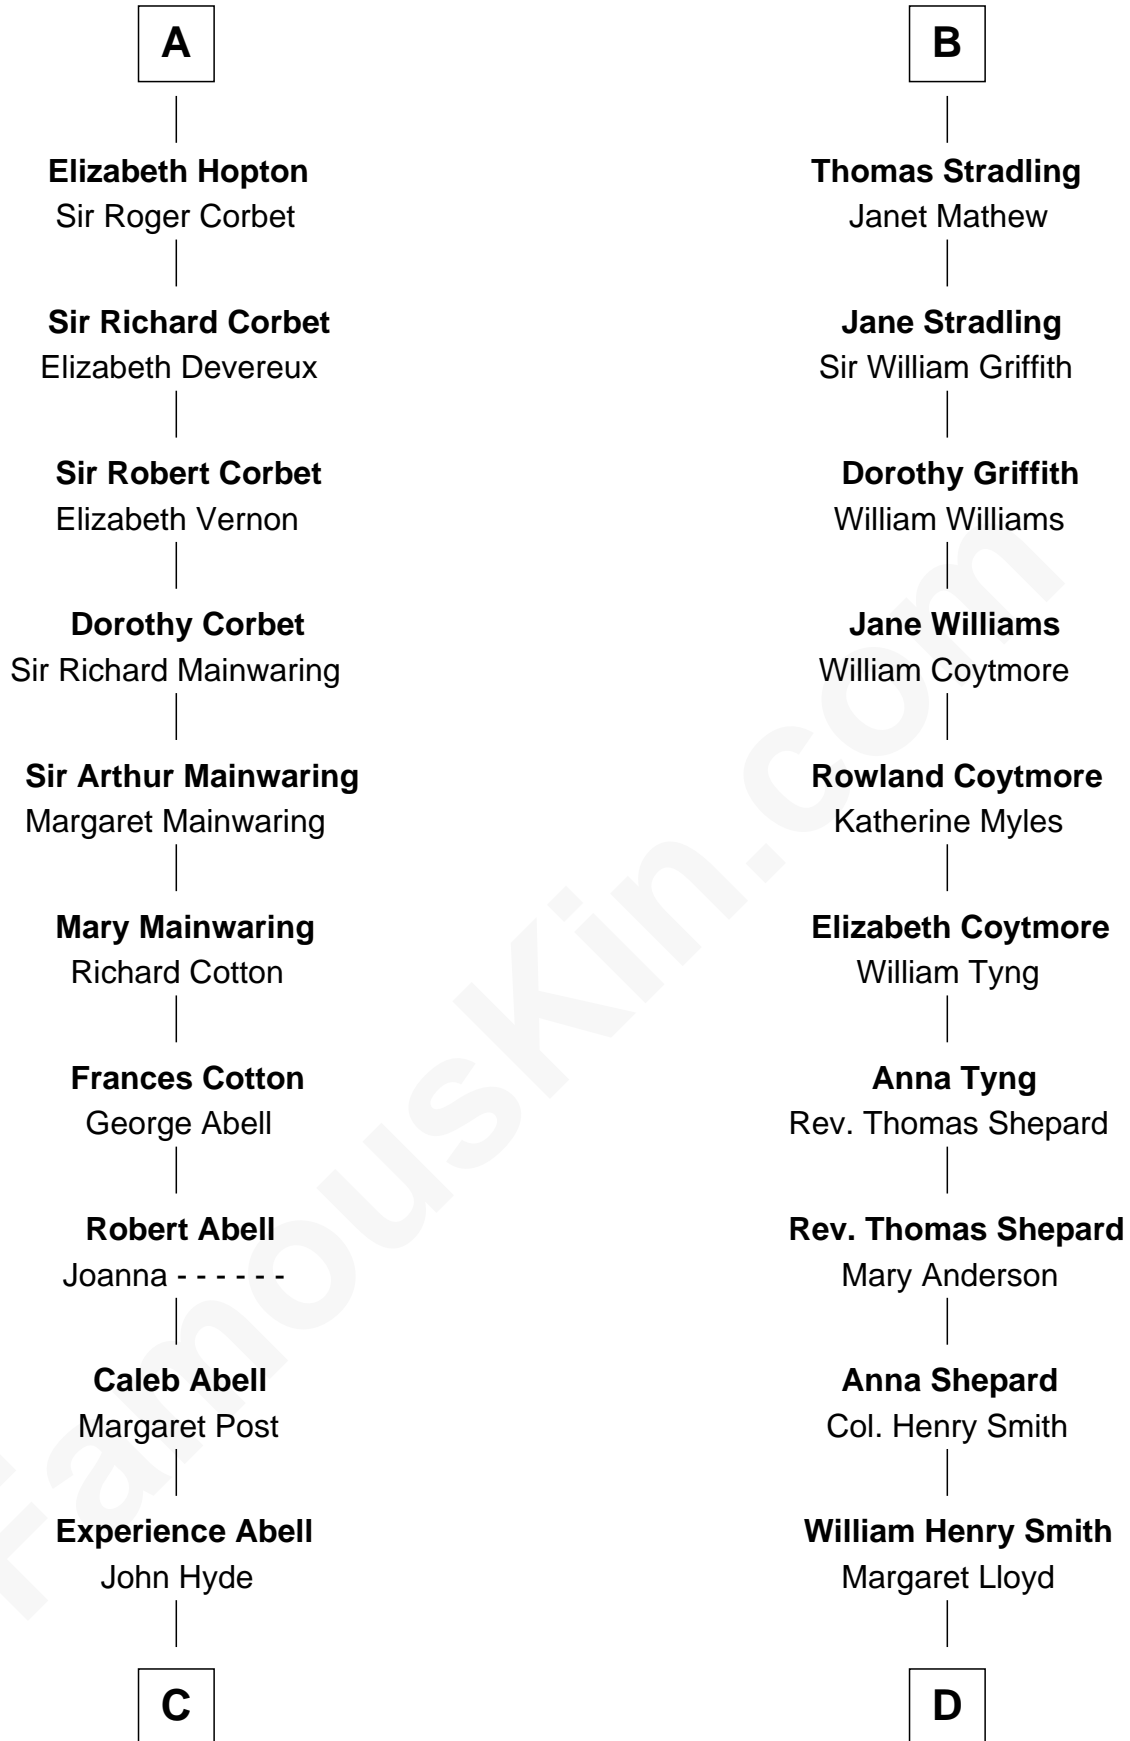 A
Elizabeth Hopton
Sir Roger Corbet
Sir Richard Corbet
Elizabeth Devereux
Sir Robert Corbet
Elizabeth Vernon
Dorothy Corbet
Sir Richard Mainwaring
Sir Arthur Mainwaring
Margaret Mainwaring
Mary Mainwaring
Richard Cotton
Frances Cotton
George Abell
Robert Abell
Joanna - - - - - -
Caleb Abell
Margaret Post
Experience Abell
John Hyde
C
B
Thomas Stradling
Janet Mathew
Jane Stradling
Sir William Griffith
Dorothy Griffith
William Williams
Jane Williams
William Coytmore
Rowland Coytmore
Katherine Myles
Elizabeth Coytmore
William Tyng
Anna Tyng
Rev. Thomas Shepard
Rev. Thomas Shepard
Mary Anderson
Anna Shepard
Col. Henry Smith
William Henry Smith
Margaret Lloyd
D
FamousKin.com